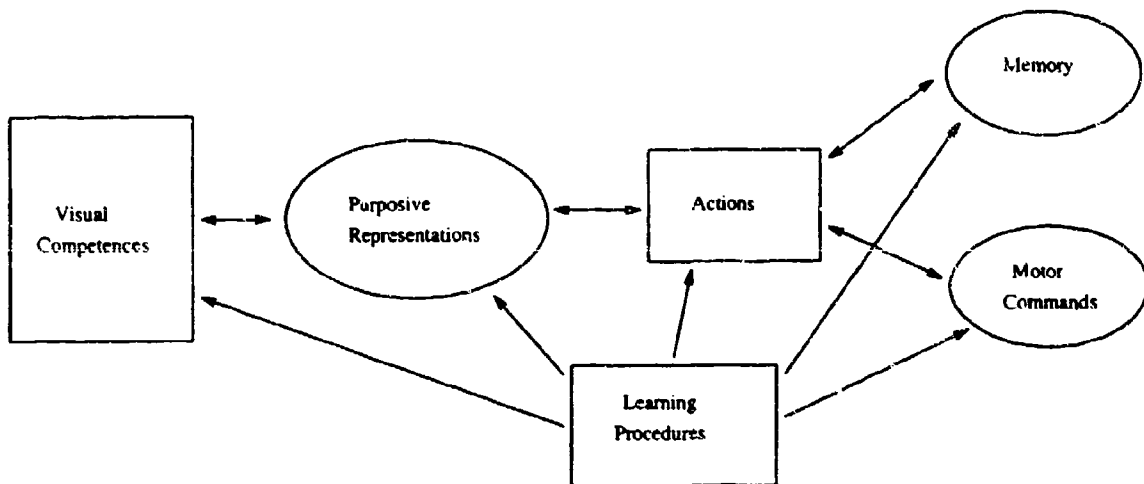 Memory
Visual
Competences
Purposive
Representations
Actions
Motor
Commands
Learning
Procedures